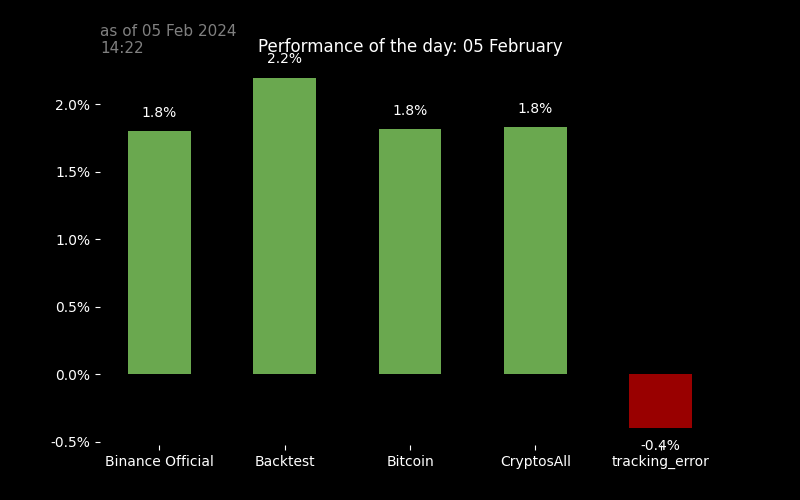 as of 05 Feb 2024
14:22
Performance of the day: 05 February
2.2%
1.8%
1.8%
1.8%
2.0%
1.5%
1.0%
0.5%
0.0%
-0.5%
-0.4%
Binance Official
Backtest
Bitcoin
CryptosAll
tracking_error